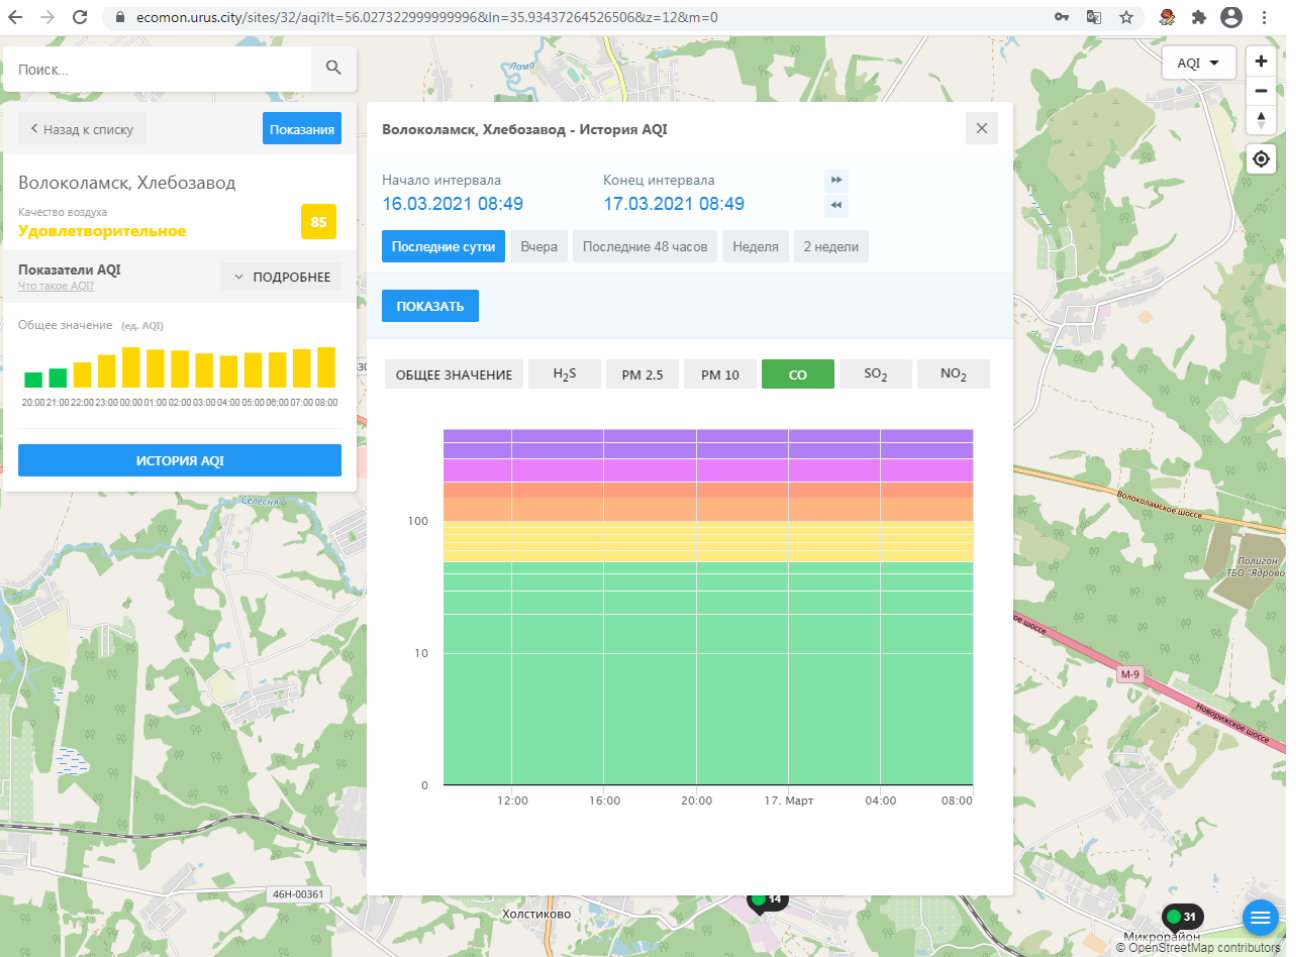 ecomon.urus.city/sites/32/aqi?lt=56.027322999999996&ln=35.93437264526506&z=12&m=0
Поиск...
AQI
Лама
Назад к списку
Показания
Волоколамск, Хлебозавод
Качество воздуха
Удовлетворительное
85
Показатели AQI
Что такое AQI?
ПОДРОБНЕЕ
Общее значение (ед. AQI)
20:00 21:00 22:00 23:00 00:00 01:00 02:00 03:00 04:00 05:00 06:00 07:00 08:00
ИСТОРИЯ AQI
Волоколамск, Хлебозавод - История AQI
Начало интервала
16.03.2021 08:49
Конец интервала
17.03.2021 08:49
Последние сутки
Вчера
Последние 48 часов
Неделя
2 недели
ПОКАЗАТЬ
ОБЩЕЕ ЗНАЧЕНИЕ
H2S
PM 2.5
PM 10
CO
SO2
NO2
100
10
0
12:00
16:00
20:00
17. Март
04:00
08:00
Селесня
Волоколамское шоссе
Полигон
ТБО "Ядрово
ое шоссе
М-9
Новорижское шоссе
46Н-00361
Холстиково
14
31
Микрорайон
© OpenStreetMap contributors